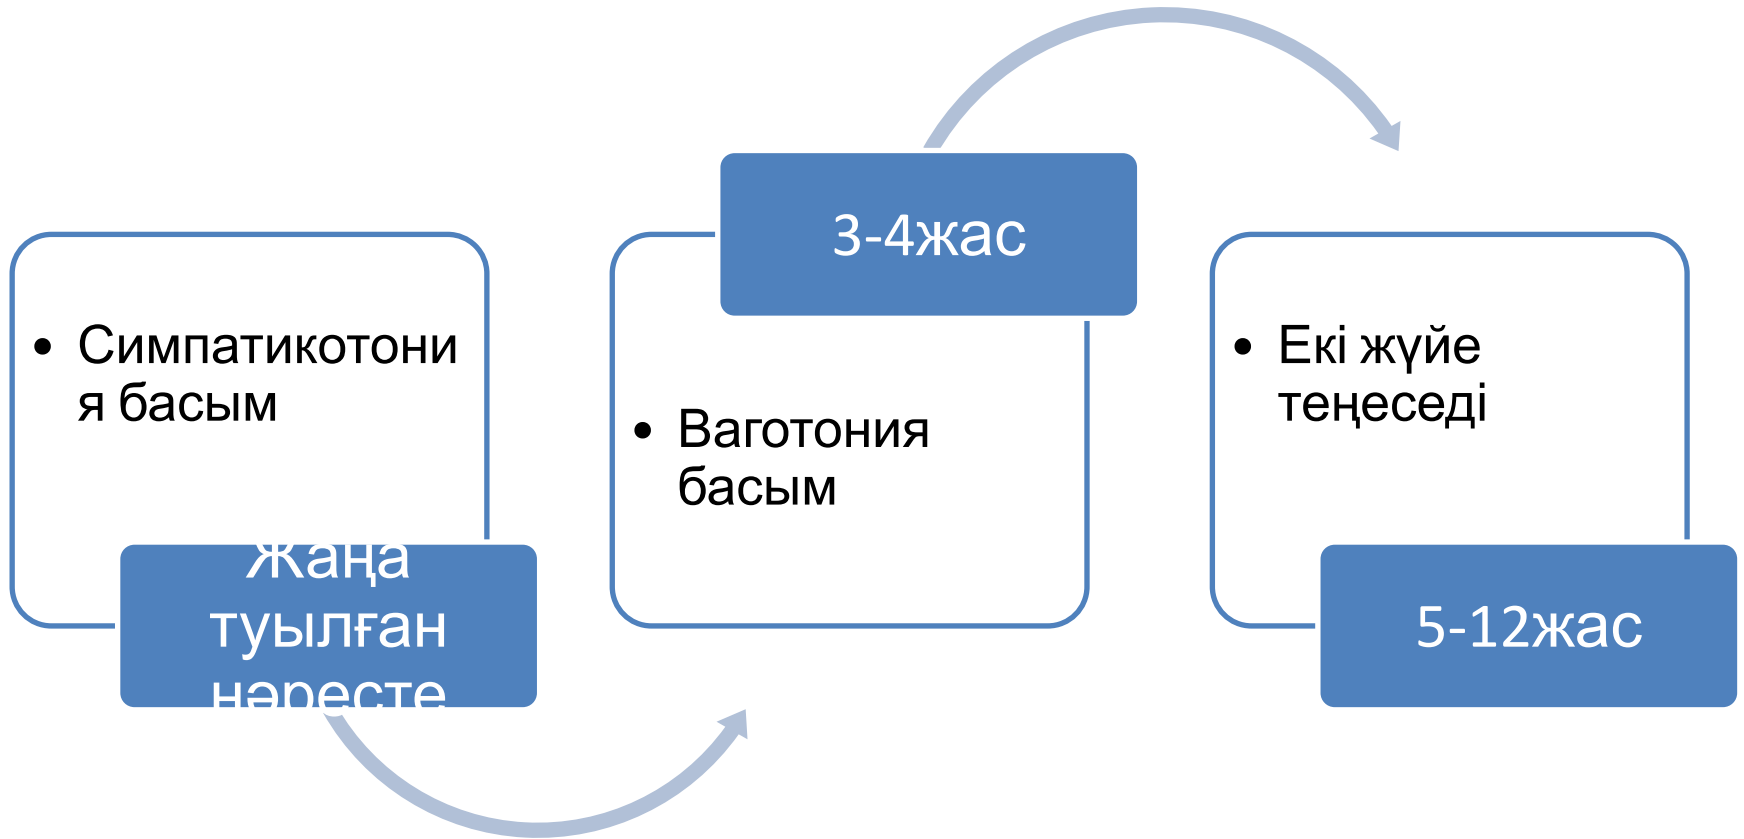 • Симпатикотони
я басым
Жаңа
туылған
нәресте
3-4жас
• Ваготония
басым
• Екі жүйе
теңеседі
5-12жас